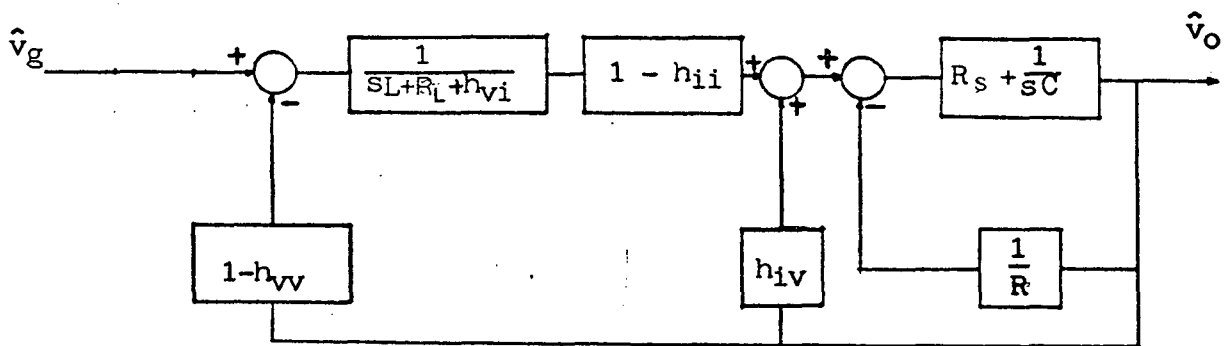 v̂g
+
-
1
sL+RL+hvi
1 - hii
+
+
+
-
Rs + 1
sC
v̂o
1-hvv
hiv
1
R